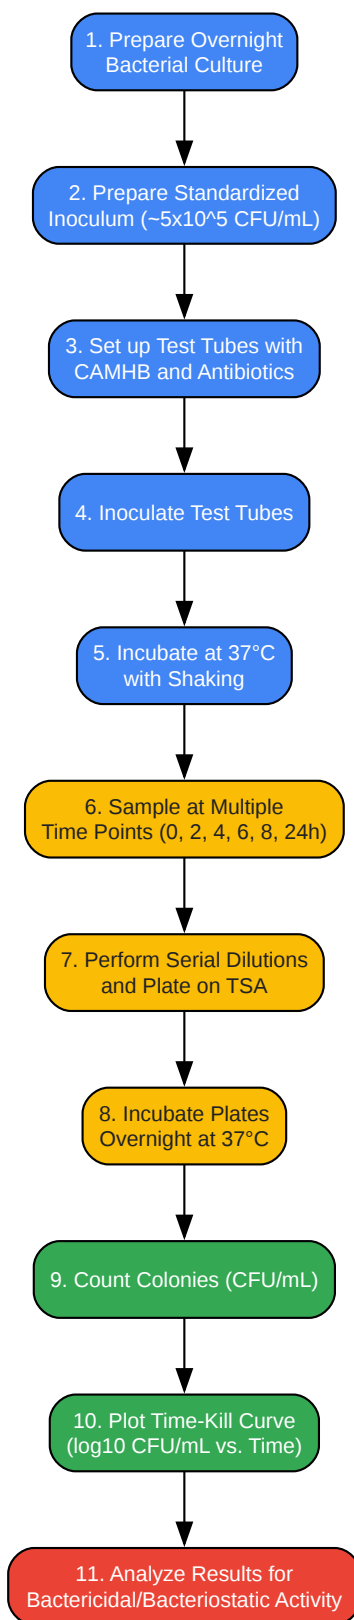 1. Prepare Overnight
Bacterial Culture
2. Prepare Standardized
Inoculum (~5x10^5 CFU/mL)
3. Set up Test Tubes with
CAMHB and Antibiotics
4. Inoculate Test Tubes
5. Incubate at 37°C
with Shaking
6. Sample at Multiple
Time Points (0, 2, 4, 6, 8, 24h)
7. Perform Serial Dilutions
and Plate on TSA
8. Incubate Plates
Overnight at 37°C
9. Count Colonies (CFU/mL)
10. Plot Time-Kill Curve
(log10 CFU/mL vs. Time)
11. Analyze Results for
Bactericidal/Bacteriostatic Activity